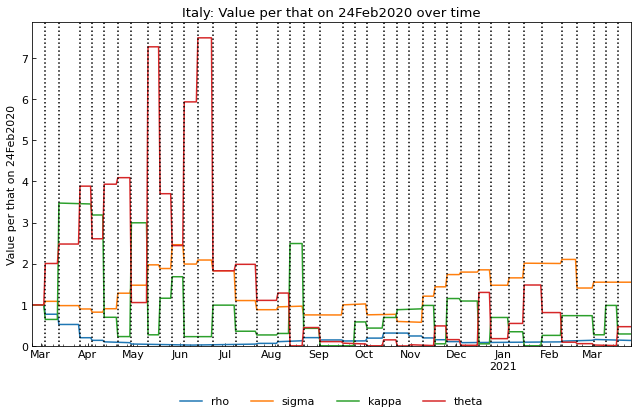 Italy: Value per that on 24Feb2020 over time
Value per that on 24Feb2020
7
6
5
4
3
2
1
0
Mar Apr May Jun Jul Aug Sep Oct Nov Dec Jan Feb Mar
2021
rho sigma kappa theta